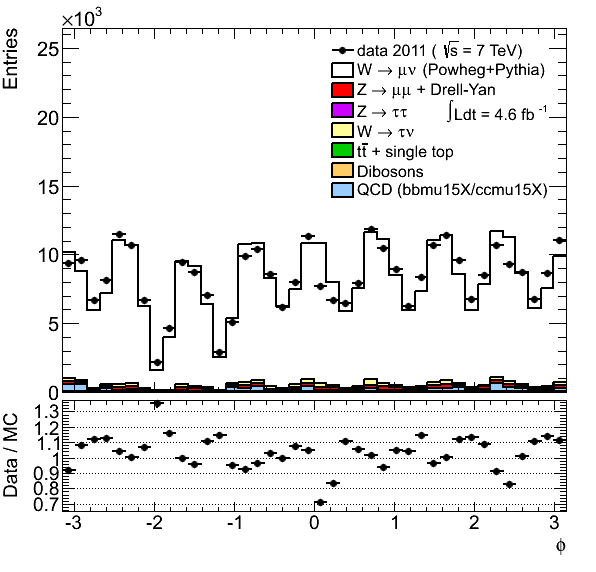 ×10³
Entries
25
20
15
10
5
0
data 2011 ( √s = 7 TeV)
W → μν (Powheg+Pythia)
Z → μμ + Drell-Yan
Z → ττ ∫Ldt = 4.6 fb⁻¹
W → τν
tt̄ + single top
Dibosons
QCD (bbmu15X/ccmu15X)
Data / MC
1.3
1.2
1.1
1
0.9
0.8
0.7
-3 -2 -1 0 1 2 3
ϕ